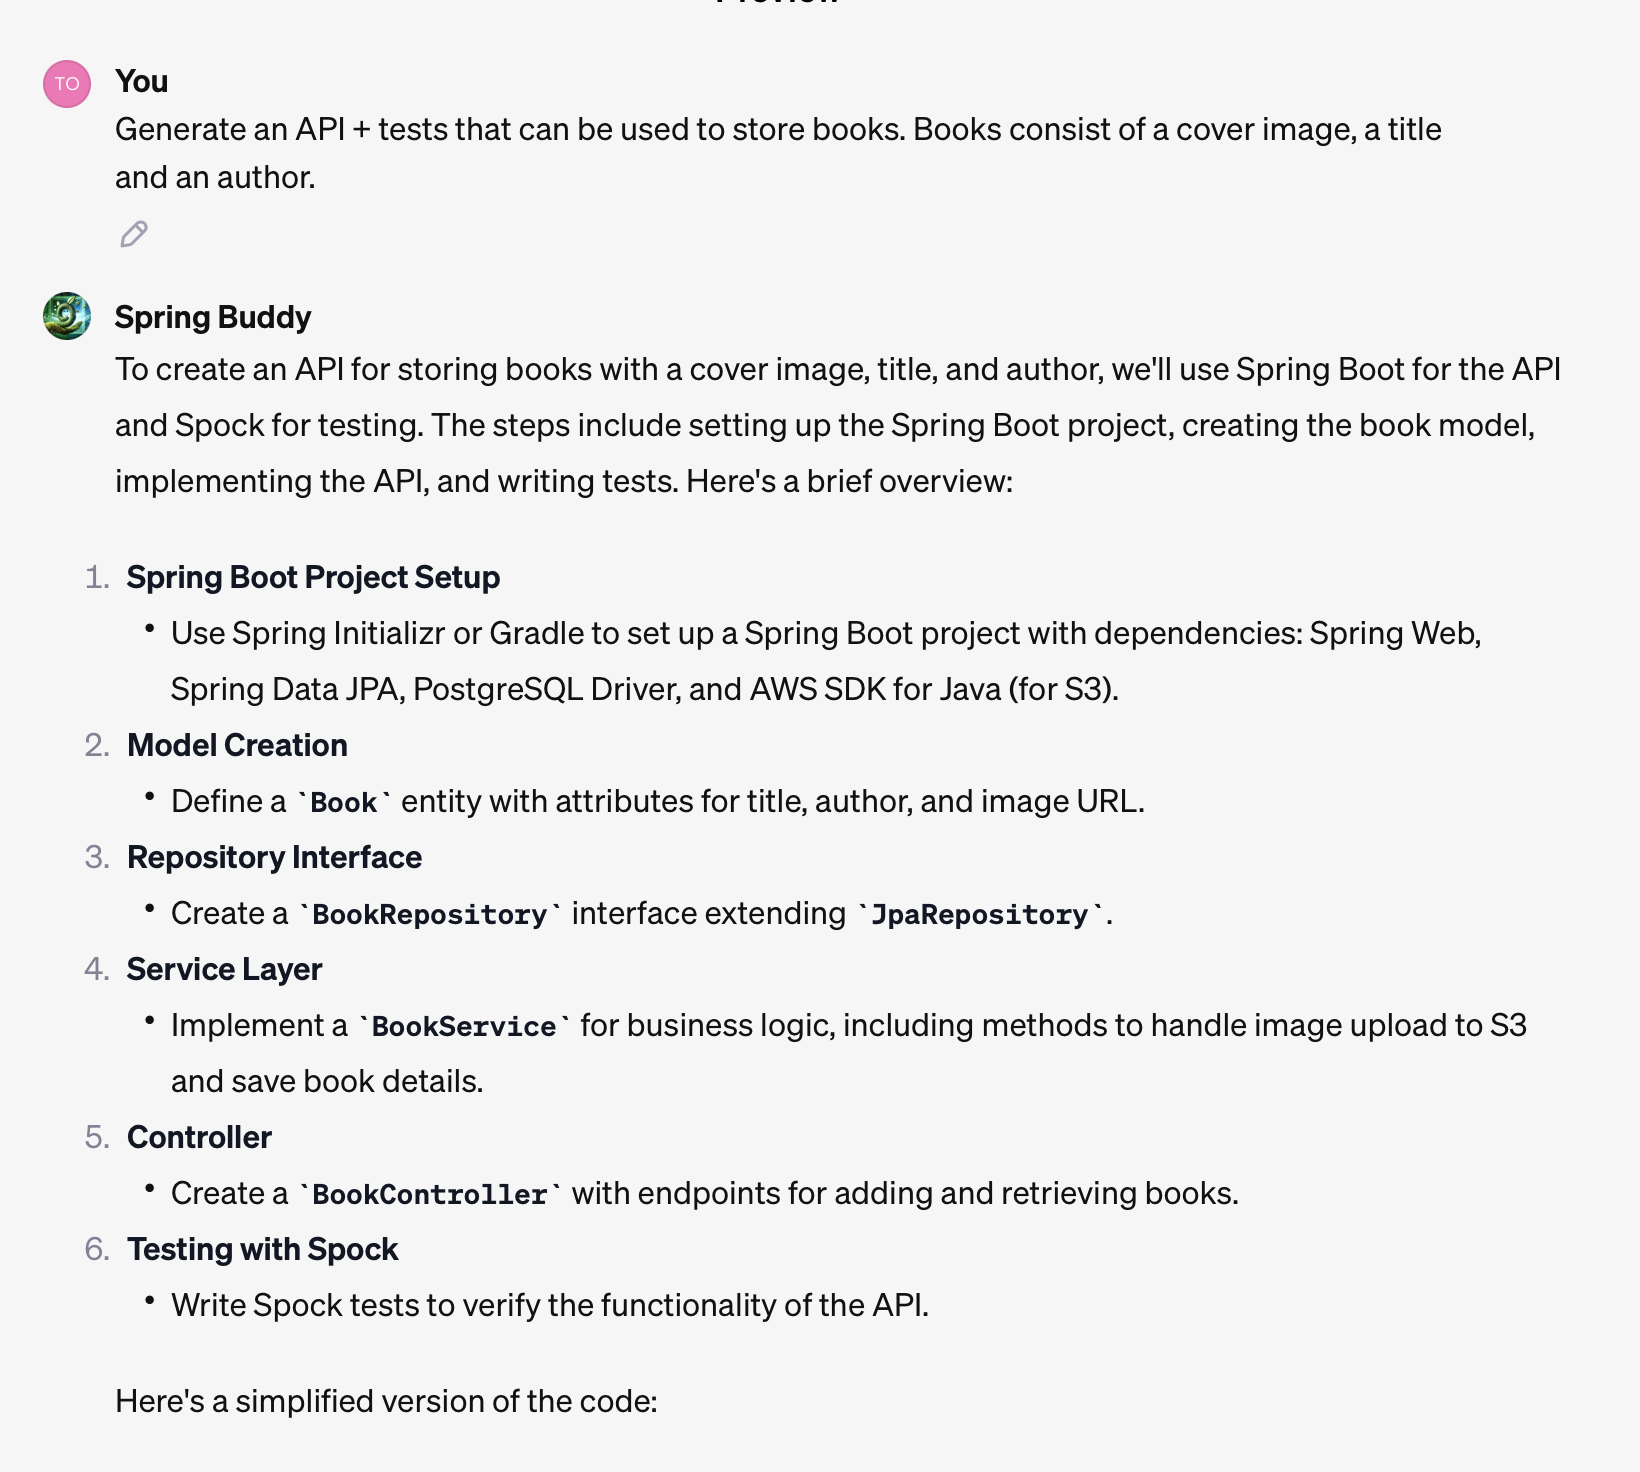 TO
You
Generate an API + tests that can be used to store books. Books consist of a cover image, a title
and an author.
Spring Buddy
To create an API for storing books with a cover image, title, and author, we'll use Spring Boot for the API
and Spock for testing. The steps include setting up the Spring Boot project, creating the book model,
implementing the API, and writing tests. Here's a brief overview:
1. Spring Boot Project Setup
• Use Spring Initializr or Gradle to set up a Spring Boot project with dependencies: Spring Web,
Spring Data JPA, PostgreSQL Driver, and AWS SDK for Java (for S3).
2. Model Creation
• Define a `Book` entity with attributes for title, author, and image URL.
3. Repository Interface
• Create a `BookRepository` interface extending `JpaRepository`.
4. Service Layer
• Implement a `BookService` for business logic, including methods to handle image upload to S3
and save book details.
5. Controller
• Create a `BookController` with endpoints for adding and retrieving books.
6. Testing with Spock
• Write Spock tests to verify the functionality of the API.
Here's a simplified version of the code: